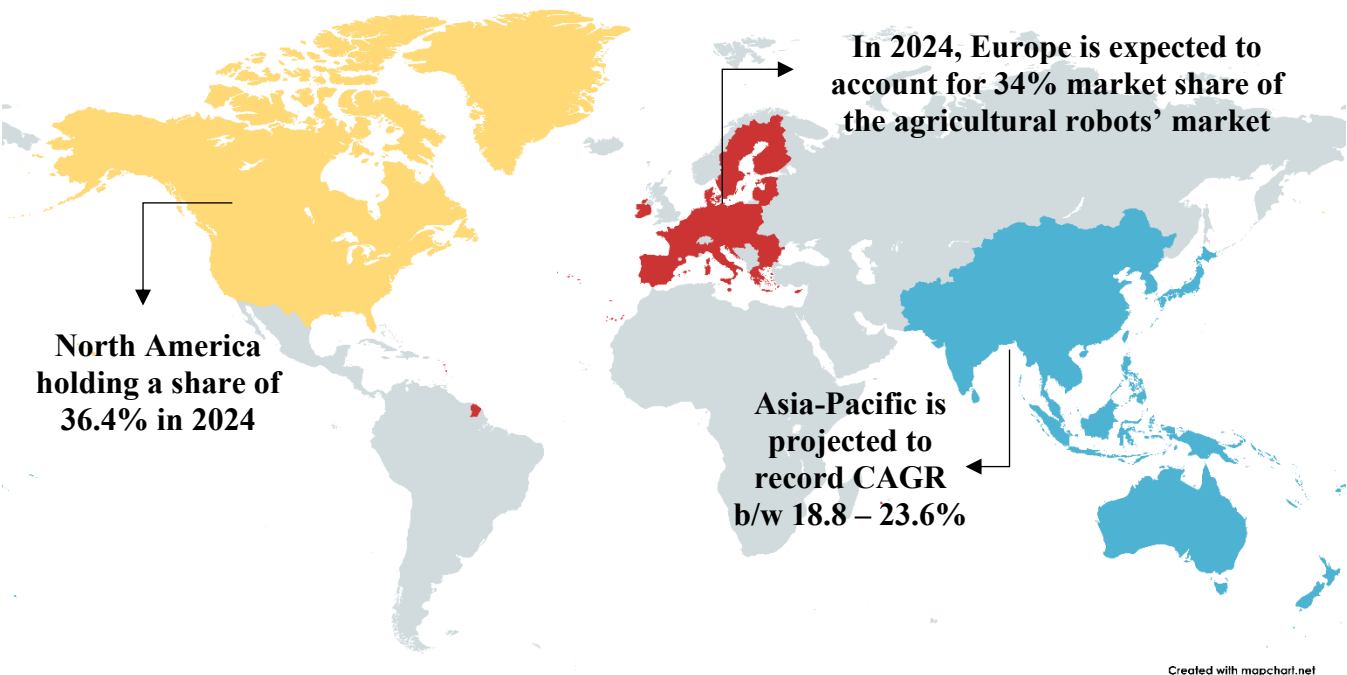 In 2024, Europe is expected to
account for 34% market share of
the agricultural robots’ market
North America
holding a share of
36.4% in 2024
Asia-Pacific is
projected to
record CAGR
b/w 18.8 – 23.6%
Created with mapchart.net